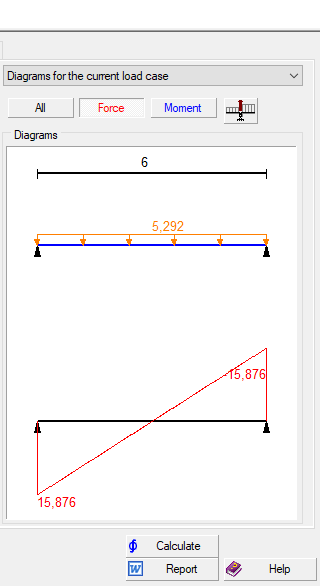 Diagrams for the current load case
All Force Moment
Diagrams
6
5,292
-15,876
15,876
Calculate
W Report Help